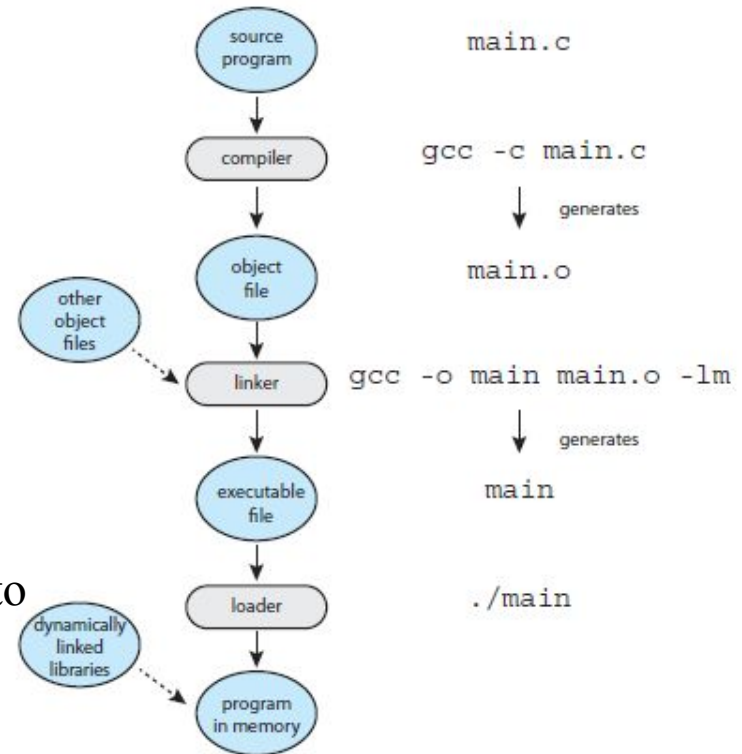 source
program
main.c
compiler
gcc -c main.c
generates
object
file
main.o
other
object
files
linker
gcc -o main main.o -lm
generates
executable
file
main
to
loader
./main
dynamically
linked
libraries
program
in memory